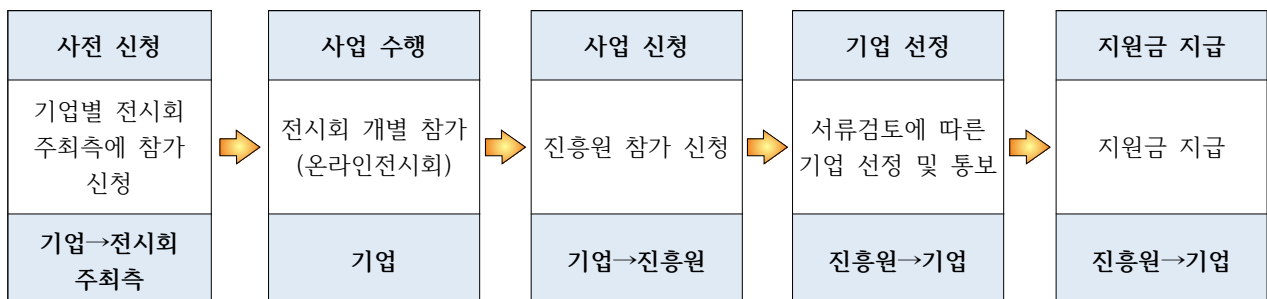 사전 신청
기업별 전시회
주최측에 참가
신청
기업→전시회
주최측
사업 수행
전시회 개별 참가
(온라인전시회)
기업
사업 신청
진흥원 참가 신청
기업→진흥원
기업 선정
서류검토에 따른
기업 선정 및 통보
진흥원→기업
지원금 지급
지원금 지급
진흥원→기업